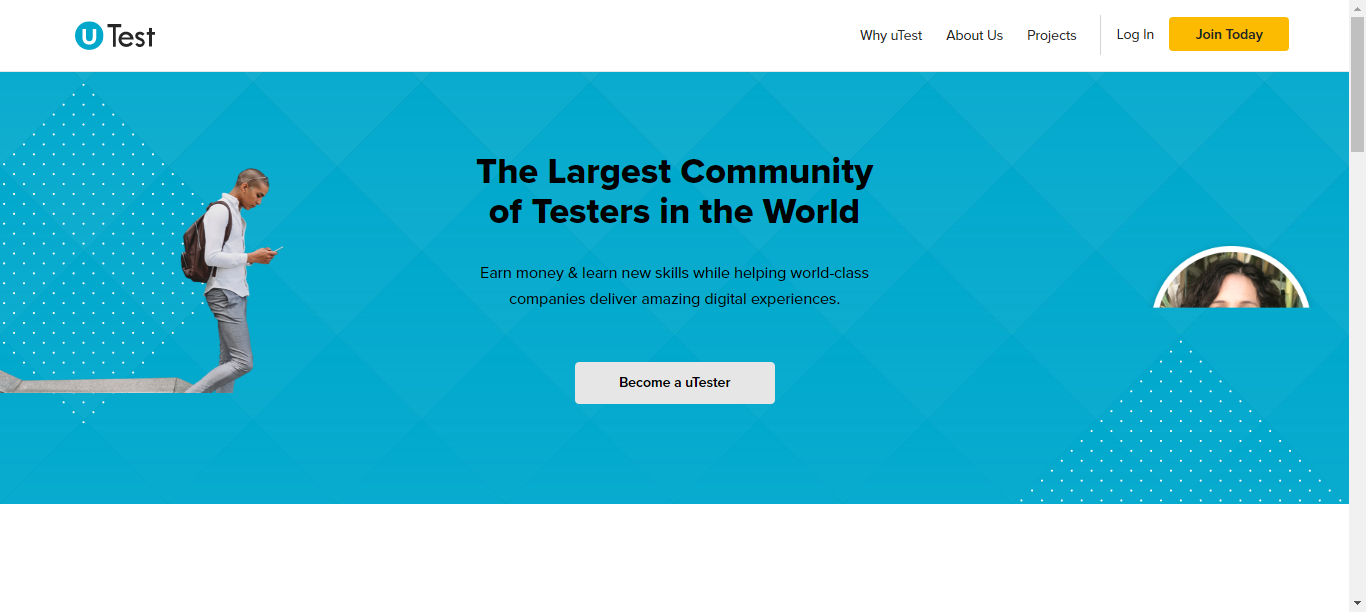 uTest
Why uTest
About Us
Projects
Log In
Join Today
The Largest Community
of Testers in the World
Earn money & learn new skills while helping world-class
companies deliver amazing digital experiences.
Become a uTester